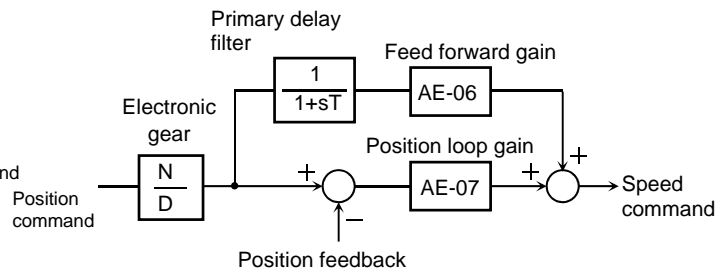 Primary delay
filter
Feed forward gain
1
1+sT
AE-06
Electronic
gear
Position loop gain
+
N
D
+
+
AE-07
nd
Position
command
Speed
command
−
Position feedback